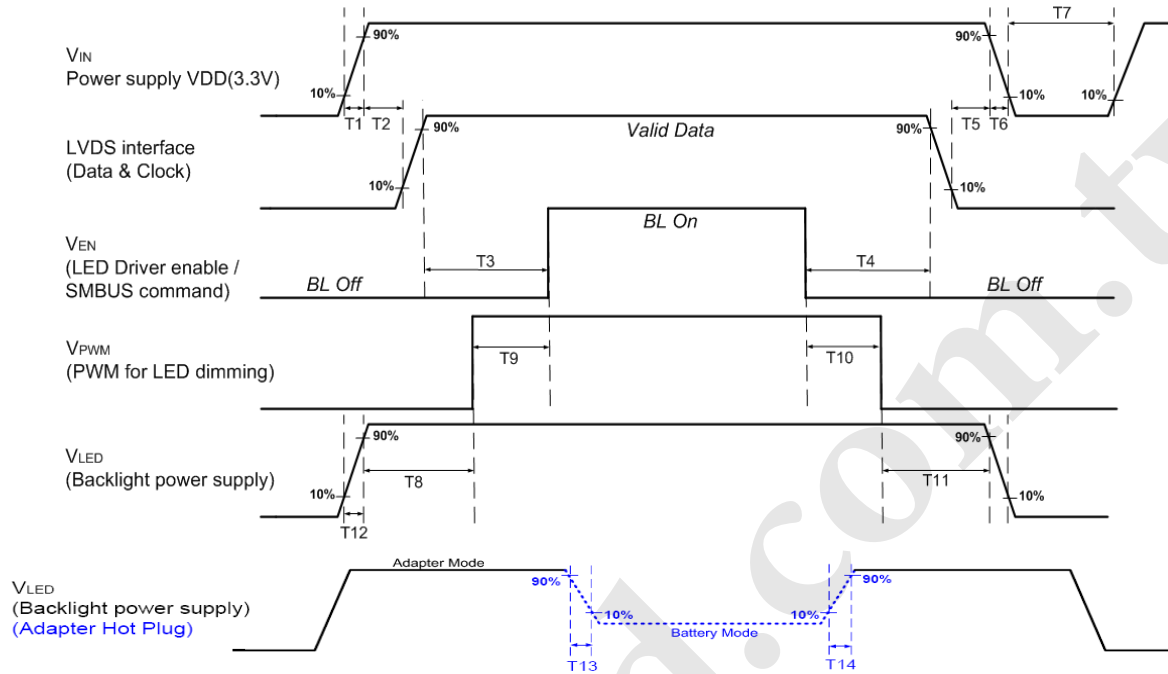 T7
90%
90%
VIN
Power supply VDD(3.3V)
10%
10%
10%
T1
T2
T5
T6
90%
Valid Data
90%
LVDS interface
(Data & Clock)
10%
10%
VEN
(LED Driver enable /
SMBUS command)
BL On
T3
T4
BL Off
BL Off
VPWM
(PWM for LED dimming)
T9
T10
90%
90%
VLED
(Backlight power supply)
T8
T11
10%
10%
T12
Adapter Mode
VLED
(Backlight power supply)
(Adapter Hot Plug)
90%
90%
10%
10%
Battery Mode
T13
T14
d.com.tv